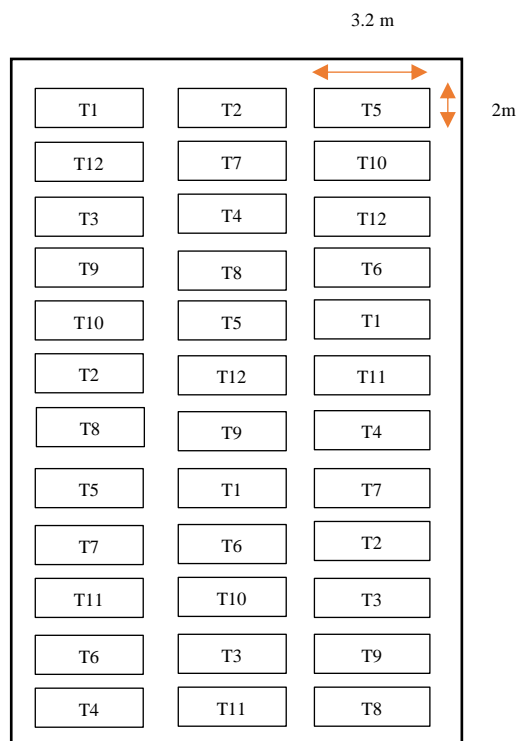 3.2 m
T1 T2 T5 2m
T12 T7 T10
T3 T4 T12
T9 T8 T6
T10 T5 T1
T2 T12 T11
T8 T9 T4
T5 T1 T7
T7 T6 T2
T11 T10 T3
T6 T3 T9
T4 T11 T8